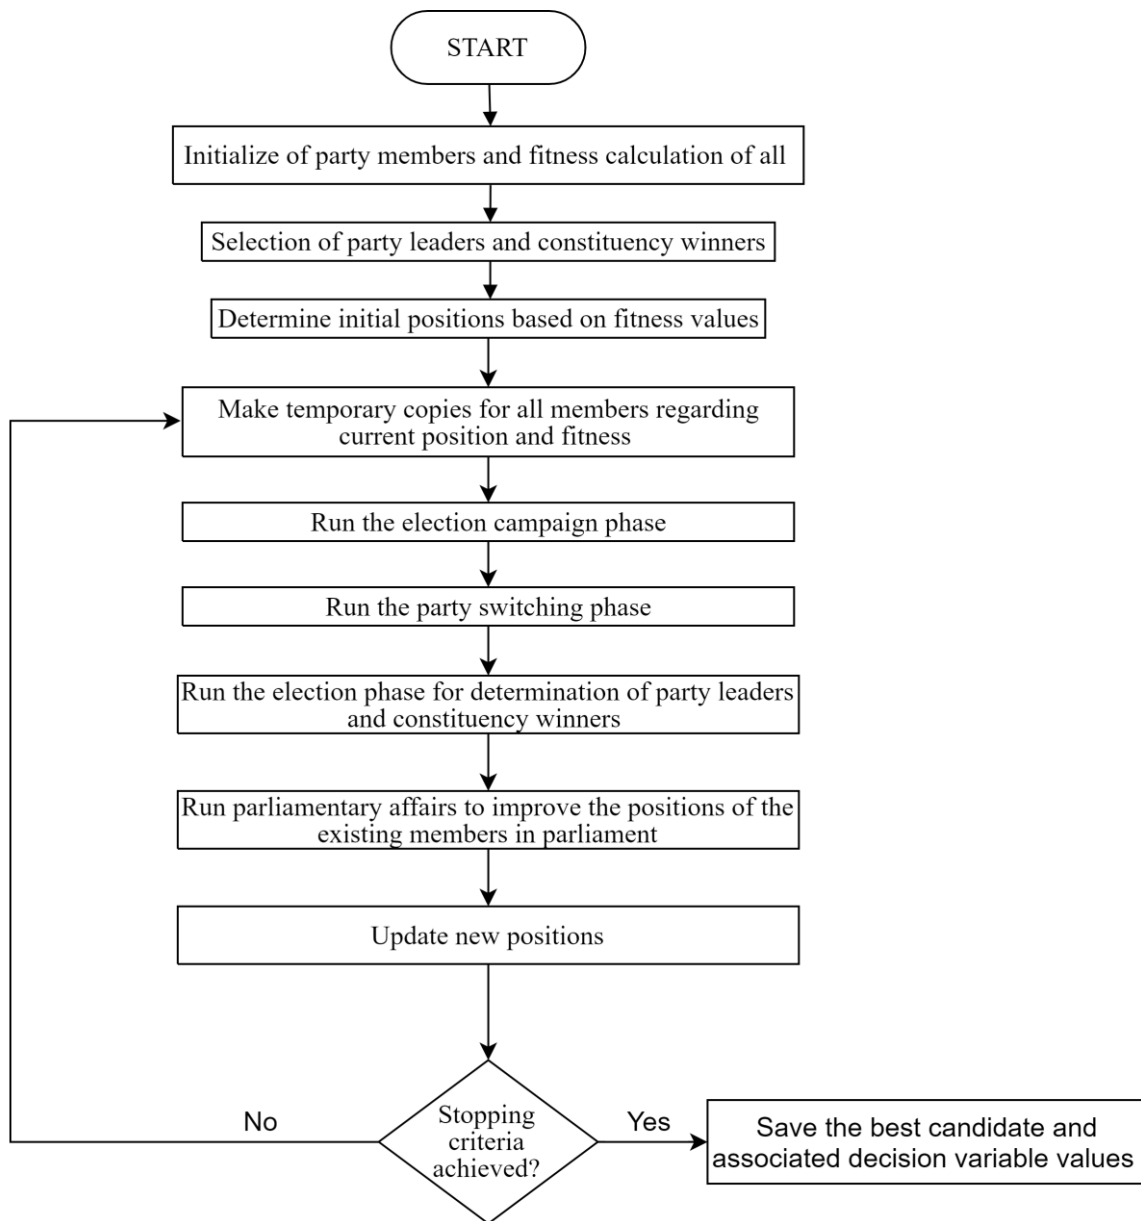 START
Initialize of party members and fitness calculation of all
Selection of party leaders and constituency winners
Determine initial positions based on fitness values
Make temporary copies for all members regarding
current position and fitness
Run the election campaign phase
Run the party switching phase
Run the election phase for determination of party leaders
and constituency winners
Run parliamentary affairs to improve the positions of the
existing members in parliament
Update new positions
Stopping
criteria
achieved?
No
Yes
Save the best candidate and
associated decision variable values